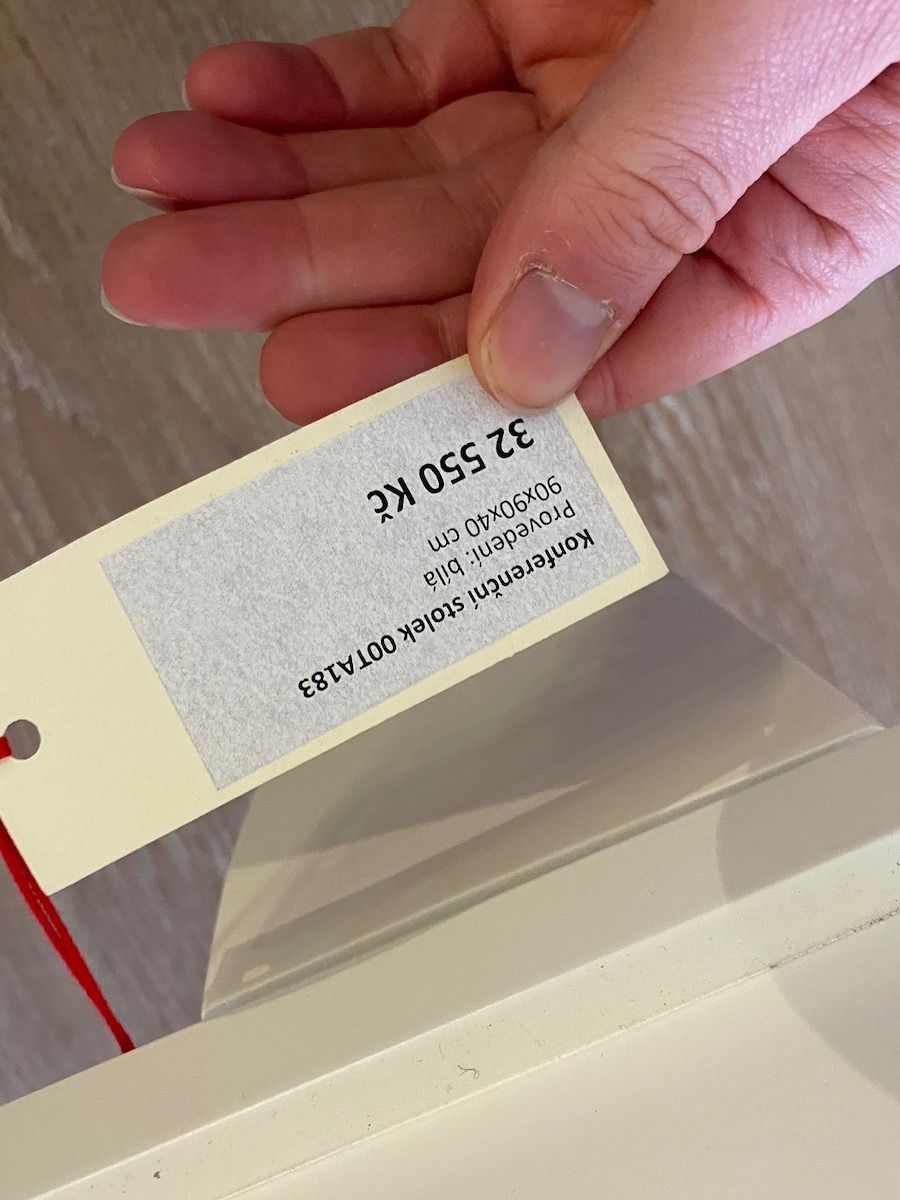 Konferenční stolek 00TA183
Provedení: bílá
90x90x40 cm
32 550 Kč